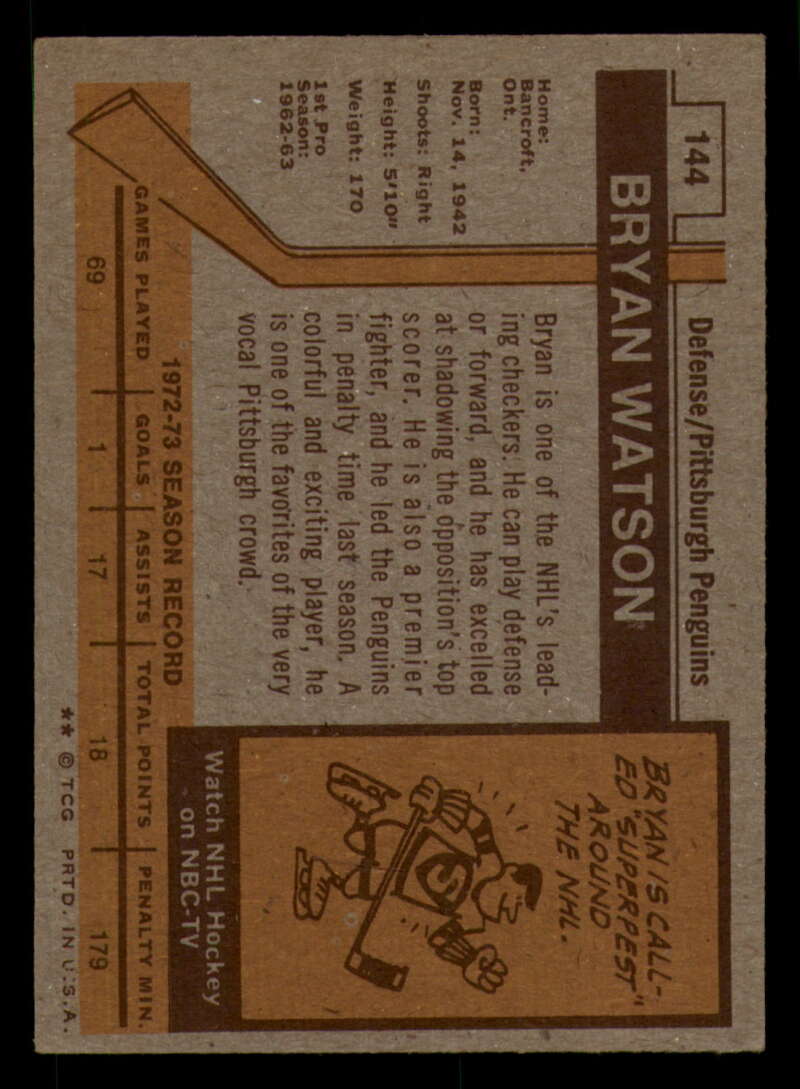 144
Defense/Pittsburgh Penguins
BRYAN WATSON
Home:
Bancroft,
Ont.
Born:
Nov. 14, 1942
Shoots: Right
Height: 5'10"
Weight: 170
1st Pro
Season:
1962-63
Bryan is one of the NHL's lead-
ing checkers. He can play defense
or forward, and he has excelled
at shadowing the opposition's top
scorer. He is also a premier
fighter, and he led the Penguins
in penalty time last season. A
colorful and exciting player, he
is one of the favorites of the very
vocal Pittsburgh crowd.
BRYAN IS CALL-
ED "SUPERPEST"
AROUND
THE NHL.
S
Watch NHL Hockey
on NBC-TV
1972-73 SEASON RECORD
GAMES PLAYED GOALS ASSISTS TOTAL POINTS PENALTY MIN.
69 1 17 18 179
** © TCG PRTD. IN U.S.A.